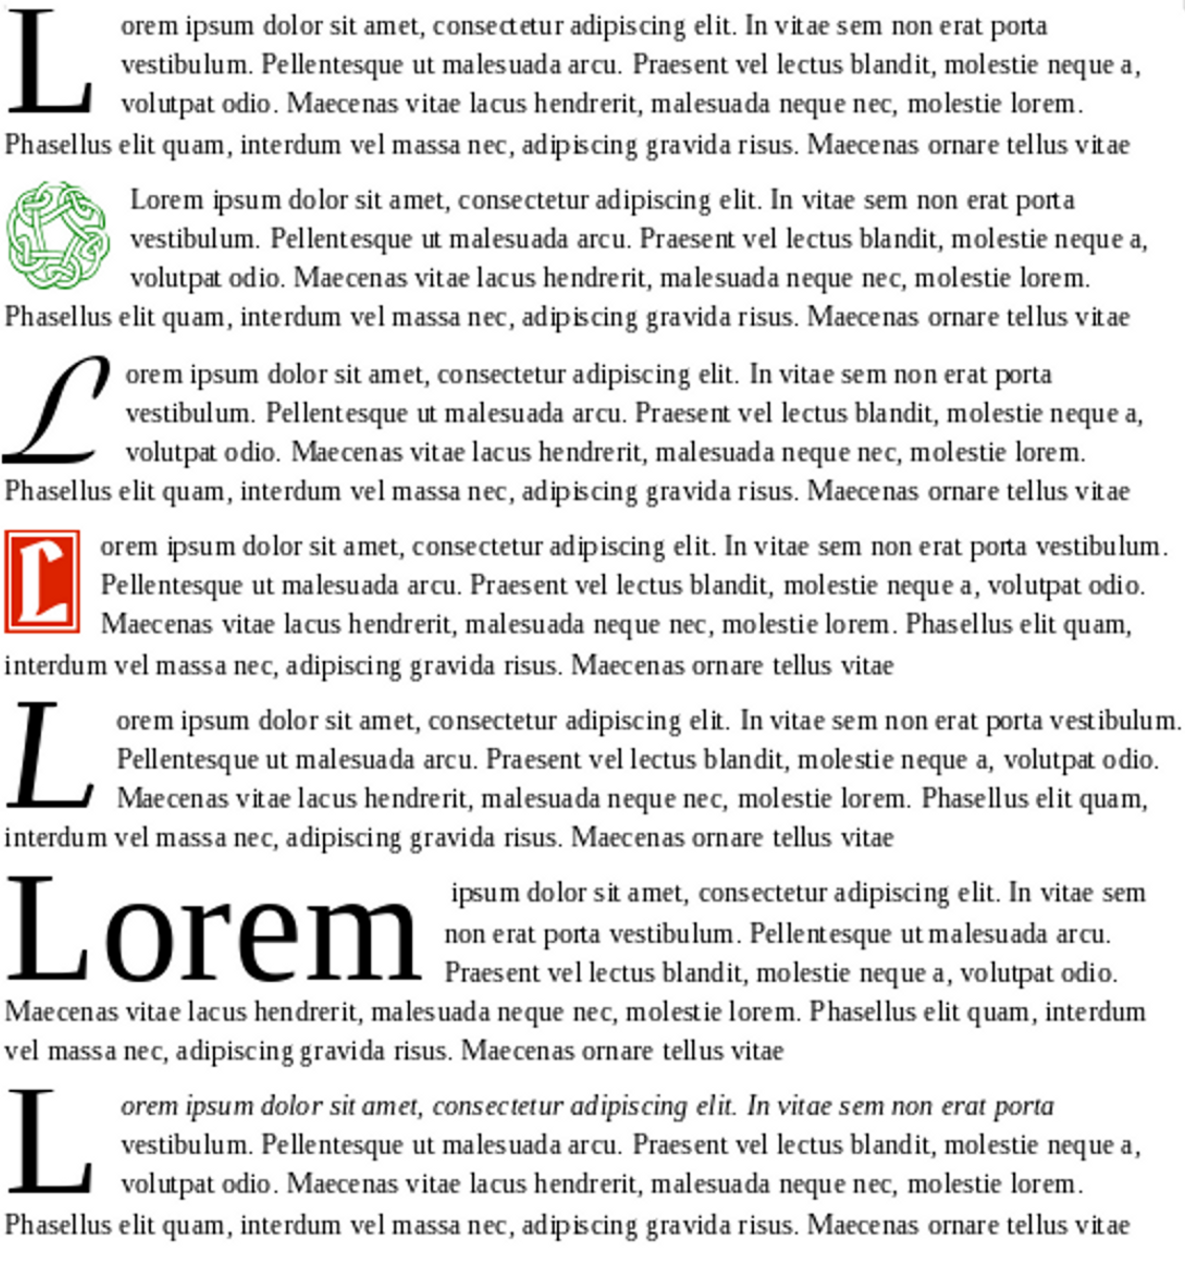 Lorem ipsum dolor sit amet, consectetur adipiscing elit. In vitae sem non erat porta
vestibulum. Pellentesque ut malesuada arcu. Praesent vel lectus blandit, molestie neque a,
volutpat odio. Maecenas vitae lacus hendrerit, malesuada neque nec, molestie lorem.
Phasellus elit quam, interdum vel massa nec, adipiscing gravida risus. Maecenas ornare tellus vitae
Lorem ipsum dolor sit amet, consectetur adipiscing elit. In vitae sem non erat porta
vestibulum. Pellentesque ut malesuada arcu. Praesent vel lectus blandit, molestie neque a,
volutpat odio. Maecenas vitae lacus hendrerit, malesuada neque nec, molestie lorem.
Phasellus elit quam, interdum vel massa nec, adipiscing gravida risus. Maecenas ornare tellus vitae
Lorem ipsum dolor sit amet, consectetur adipiscing elit. In vitae sem non erat porta
vestibulum. Pellentesque ut malesuada arcu. Praesent vel lectus blandit, molestie neque a,
volutpat odio. Maecenas vitae lacus hendrerit, malesuada neque nec, molestie lorem.
Phasellus elit quam, interdum vel massa nec, adipiscing gravida risus. Maecenas ornare tellus vitae
Lorem ipsum dolor sit amet, consectetur adipiscing elit. In vitae sem non erat porta vestibulum.
Pellentesque ut malesuada arcu. Praesent vel lectus blandit, molestie neque a, volutpat odio.
Maecenas vitae lacus hendrerit, malesuada neque nec, molestie lorem. Phasellus elit quam,
interdum vel massa nec, adipiscing gravida risus. Maecenas ornare tellus vitae
Lorem ipsum dolor sit amet, consectetur adipiscing elit. In vitae sem non erat porta vestibulum.
Pellentesque ut malesuada arcu. Praesent vel lectus blandit, molestie neque a, volutpat odio.
Maecenas vitae lacus hendrerit, malesuada neque nec, molestie lorem. Phasellus elit quam,
interdum vel massa nec, adipiscing gravida risus. Maecenas ornare tellus vitae
Lorem ipsum dolor sit amet, consectetur adipiscing elit. In vitae sem
non erat porta vestibulum. Pellentesque ut malesuada arcu.
Praesent vel lectus blandit, molestie neque a, volutpat odio.
Maecenas vitae lacus hendrerit, malesuada neque nec, molestie lorem. Phasellus elit quam, interdum
vel massa nec, adipiscing gravida risus. Maecenas ornare tellus vitae
Lorem ipsum dolor sit amet, consectetur adipiscing elit. In vitae sem non erat porta
vestibulum. Pellentesque ut malesuada arcu. Praesent vel lectus blandit, molestie neque a,
volutpat odio. Maecenas vitae lacus hendrerit, malesuada neque nec, molestie lorem.
Phasellus elit quam, interdum vel massa nec, adipiscing gravida risus. Maecenas ornare tellus vitae